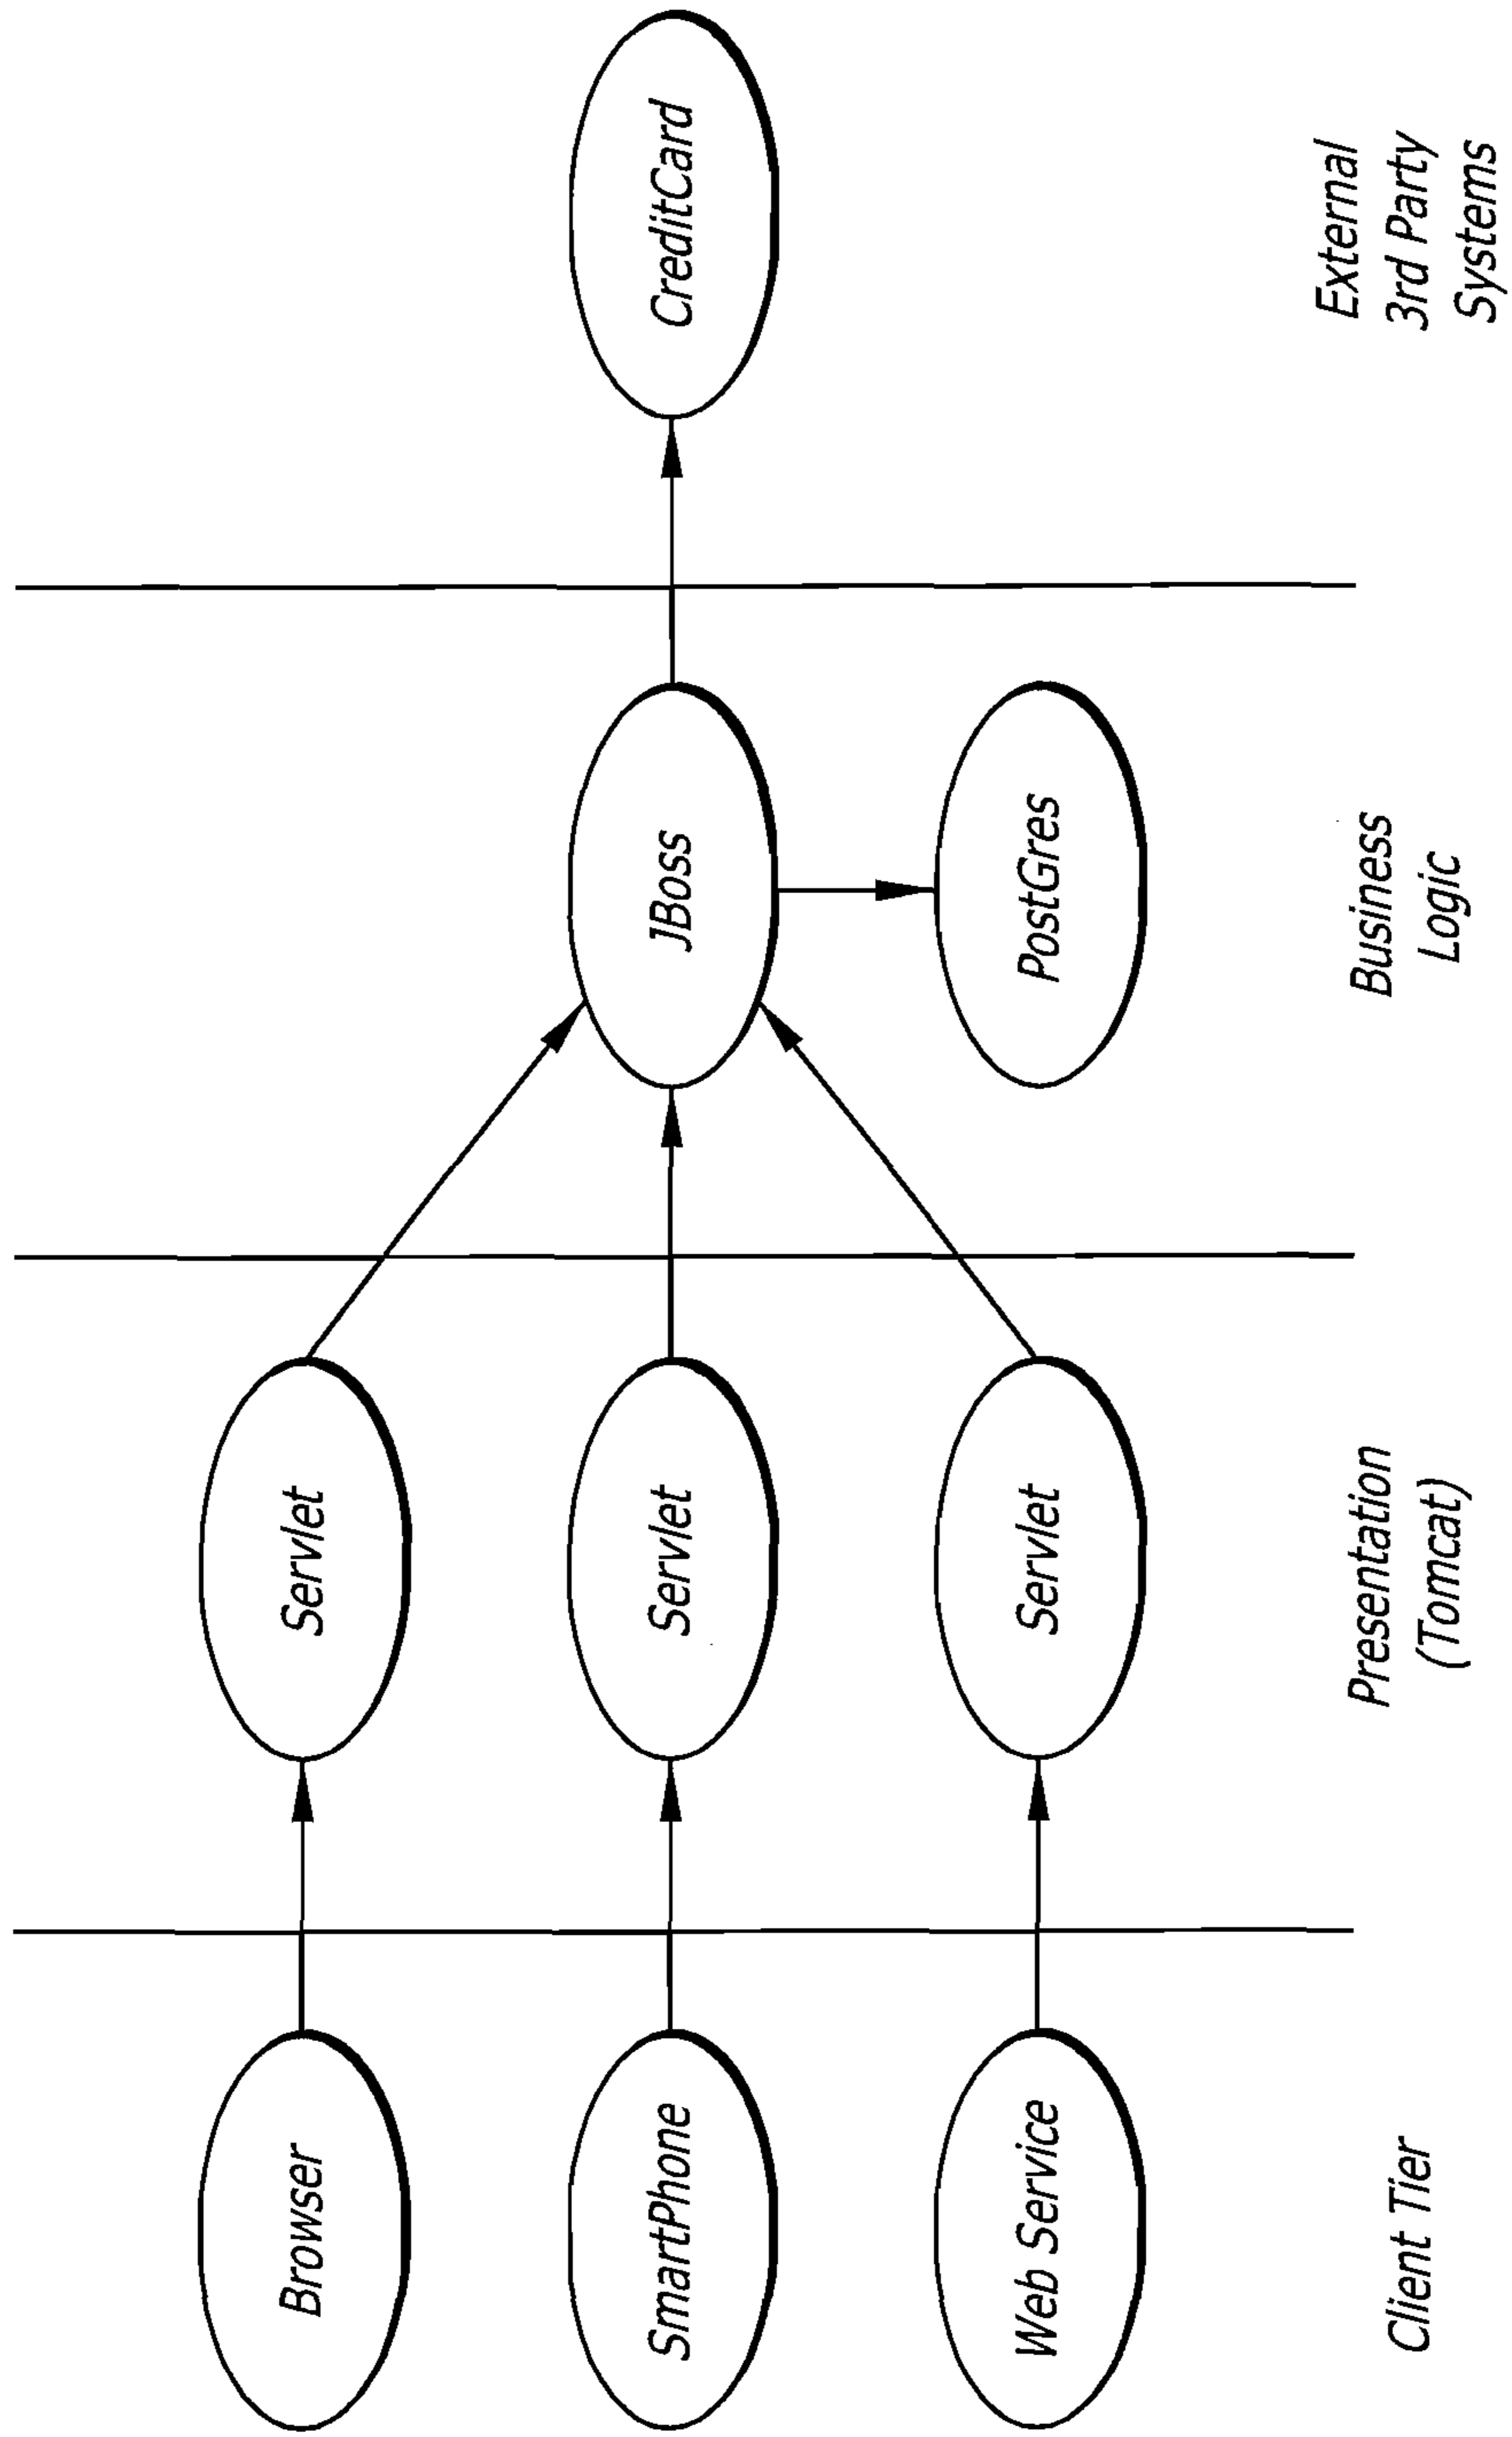 Browser
Servlet
SmartPhone
Servlet
JBoss
CreditCard
Web Service
Servlet
PostGres
Client Tier
Presentation
(Tomcat)
Business
Logic
External
3rd Party
Systems